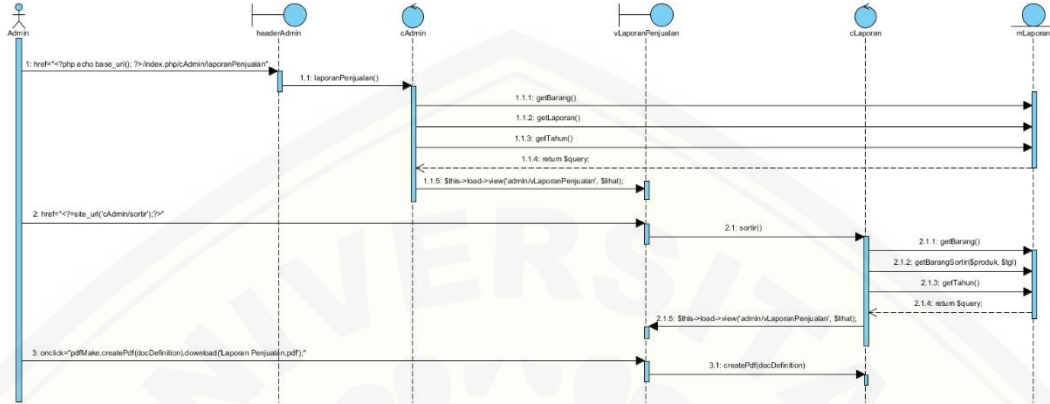 Admin
headerAdmin
cAdmin
vLaporanPenjualan
cLaporan
mLaporan
1: href="<?php echo base_url(); ?>/index.php/cAdmin/laporanPenjualan"
1.1: laporanPenjualan()
1.1.1: getBarang()
1.1.2: getLaporan()
1.1.3: getTahun()
1.1.4: return $query;
1.1.5: $this->load->view('admin/vLaporanPenjualan', $lihat);
2: href="<?=site_url('cAdmin/sortir');?>"
2.1: sortir()
2.1.1: getBarang()
2.1.2: getBarangSortir($produk, $tgl)
2.1.3: getTahun()
2.1.4: return $query;
2.1.5: $this->load->view('admin/vLaporanPenjualan', $lihat);
3: onclick="pdfMake.createPdf(docDefinition).download('Laporan Penjualan.pdf');"
3.1: createPdf(docDefinition)
NIVERSITA